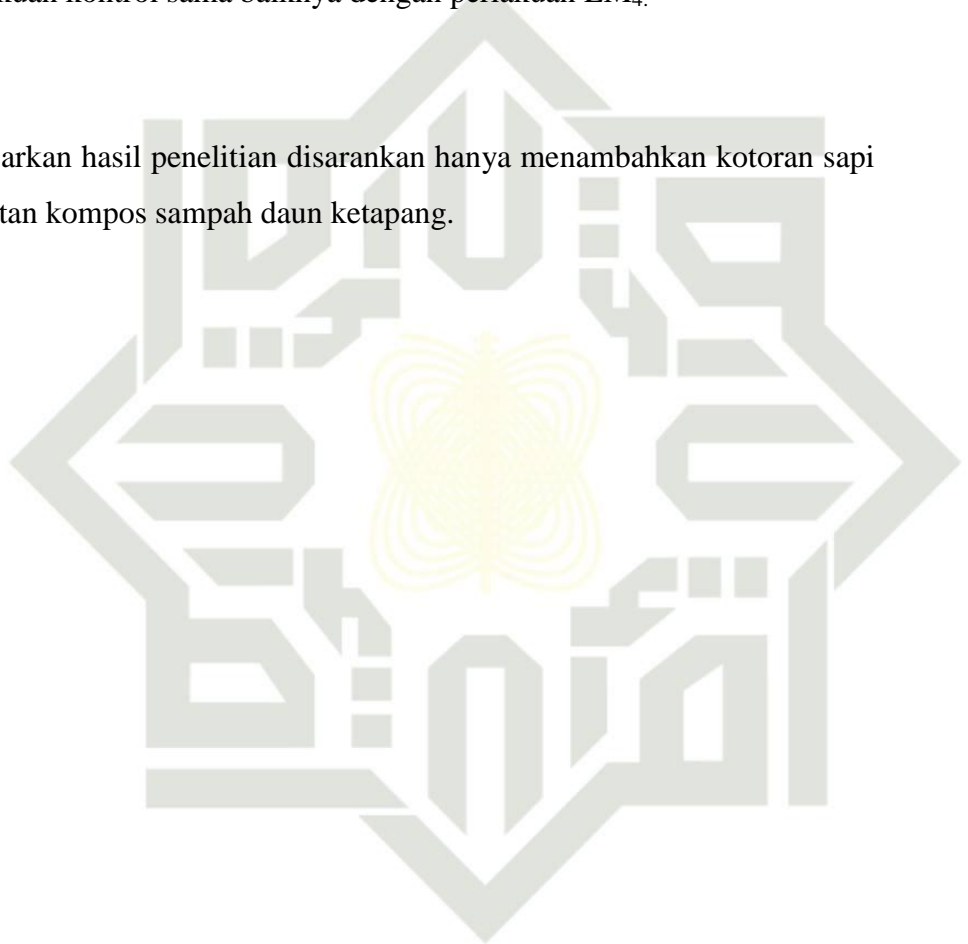 kontrol sama baiknya dengan perlakuan EM4.
arkan hasil penelitian disarankan hanya menambahkan kotoran sapi
tan kompos sampah daun ketapang.